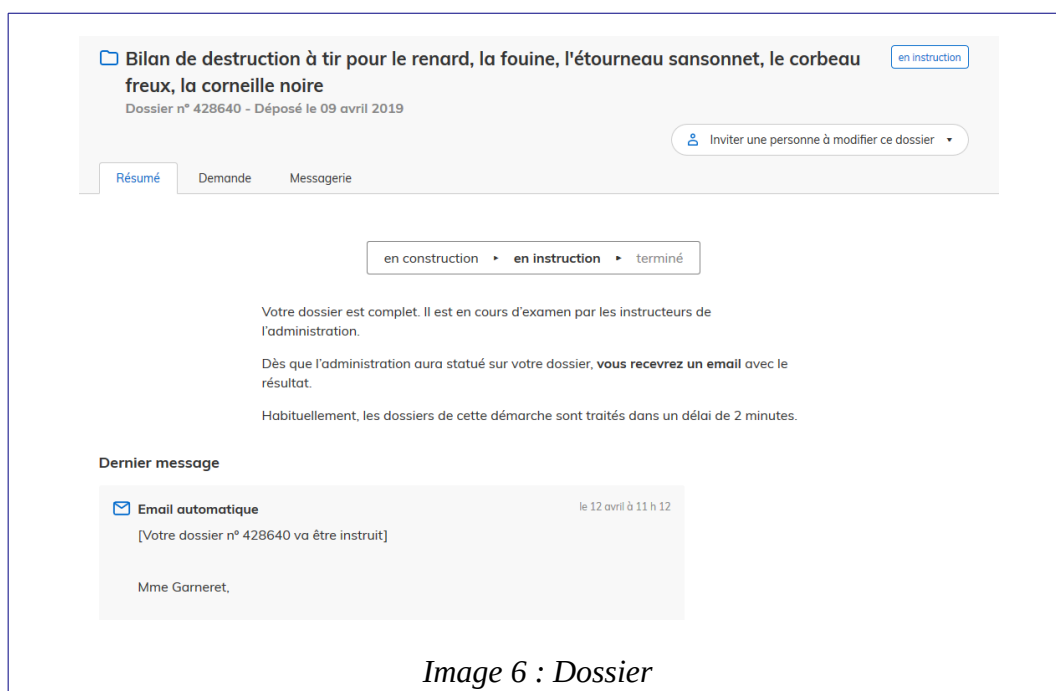 Bilan de destruction à tir pour le renard, la fouine, l'étourneau sansonnet, le corbeau
freux, la corneille noire
en instruction
Dossier nº 428640 - Déposé le 09 avril 2019
Inviter une personne à modifier ce dossier
Résumé Demande Messagerie
en construction ‣ en instruction ‣ terminé
Votre dossier est complet. Il est en cours d’examen par les instructeurs de
l’administration.
Dès que l’administration aura statué sur votre dossier, vous recevrez un email avec le
résultat.
Habituellement, les dossiers de cette démarche sont traités dans un délai de 2 minutes.
Dernier message
Email automatique
le 12 avril à 11 h 12
[Votre dossier nº 428640 va être instruit]
Mme Garneret,
Image 6 : Dossier